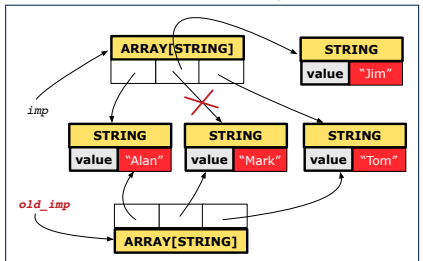 ARRAY[STRING]
STRING
value "Jim"
imp
STRING
value "Alan"
STRING
value "Mark"
STRING
value "Tom"
old_imp
ARRAY[STRING]